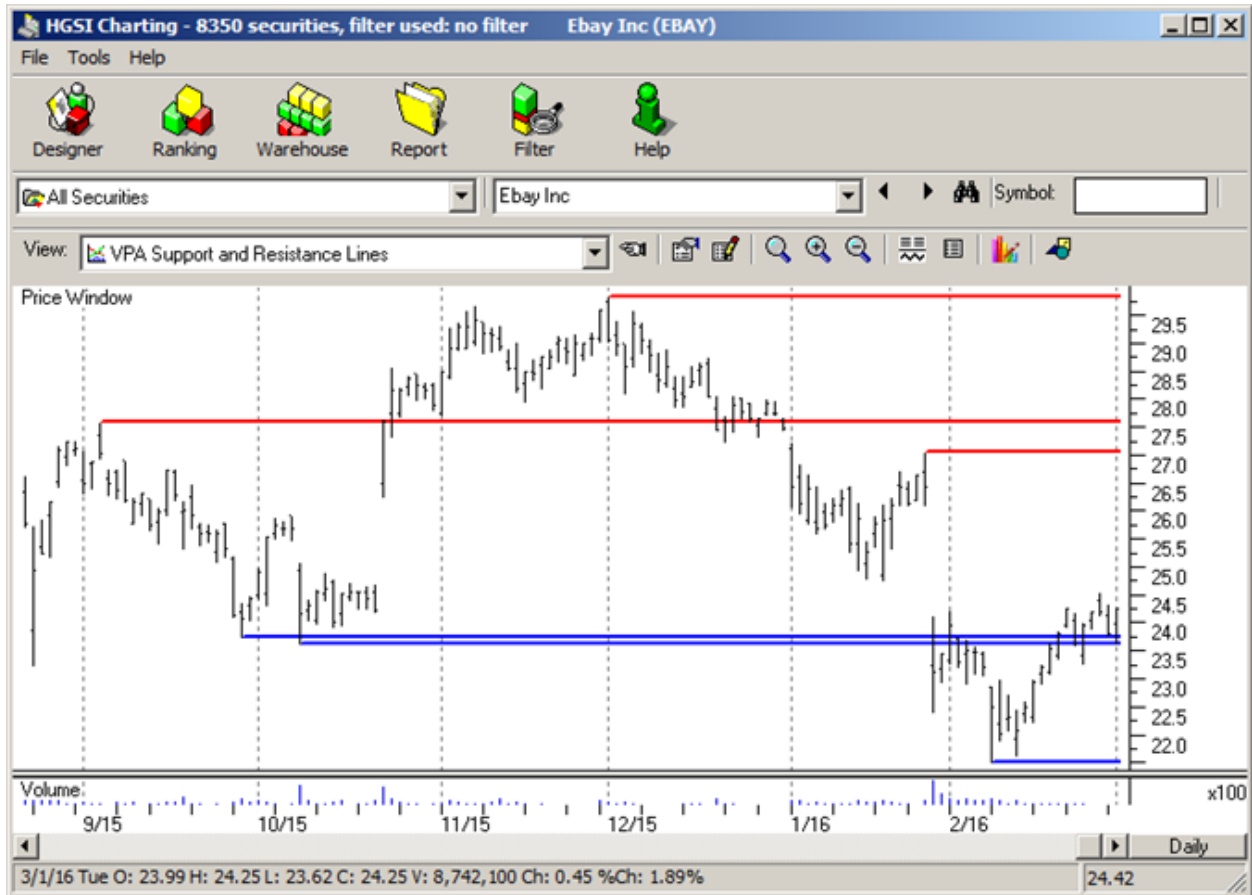 HGSI Charting - 8350 securities, filter used: no filter Ebay Inc (EBAY)
File Tools Help
Designer Ranking Warehouse Report Filter Help
All Securities Ebay Inc Symbol:
View: VPA Support and Resistance Lines
Price Window
29.5
29.0
28.5
28.0
27.5
27.0
26.5
26.0
25.5
25.0
24.5
24.0
23.5
23.0
22.5
22.0
Volume x100
9/15 10/15 11/15 12/15 1/16 2/16
Daily
3/1/16 Tue O: 23.99 H: 24.25 L: 23.62 C: 24.25 V: 8,742,100 Ch: 0.45 %Ch: 1.89% 24.42